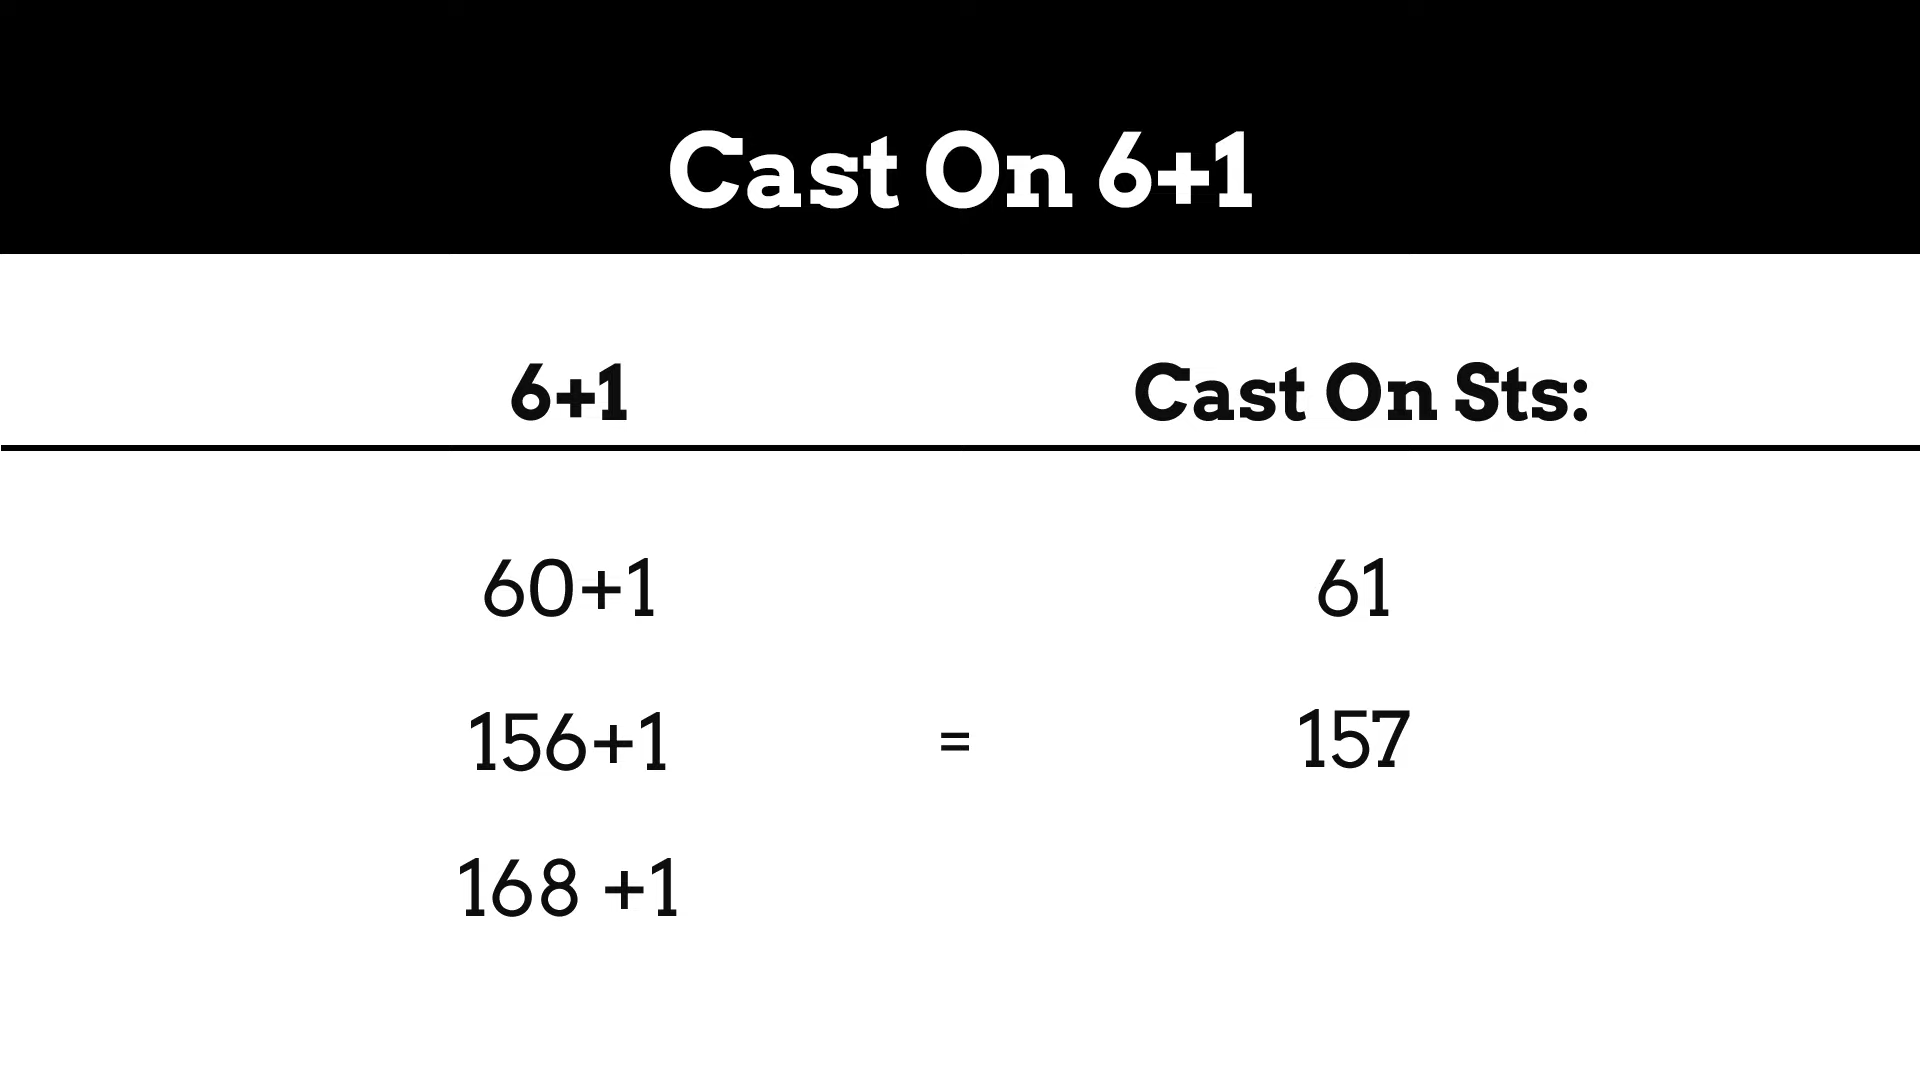 Cast On 6+1
6+1 Cast On Sts:
60+1 61
156+1 = 157
168 +1